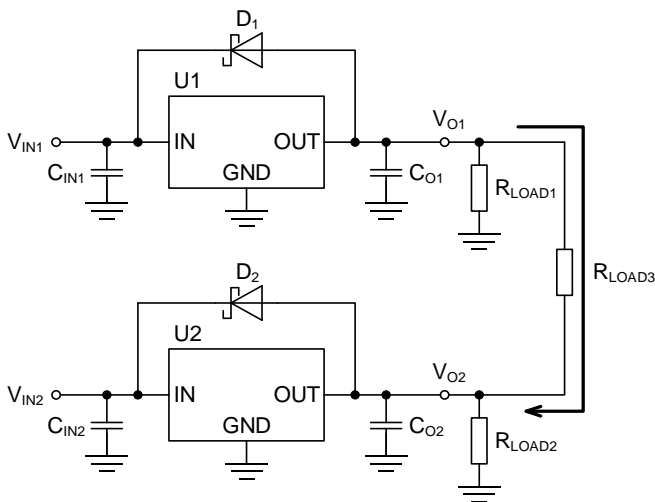 D1
U1
VIN1
IN
OUT
VO1
GND
CIN1
CO1
RLOAD1
RLOAD3
D2
U2
VIN2
IN
OUT
VO2
GND
CIN2
CO2
RLOAD2